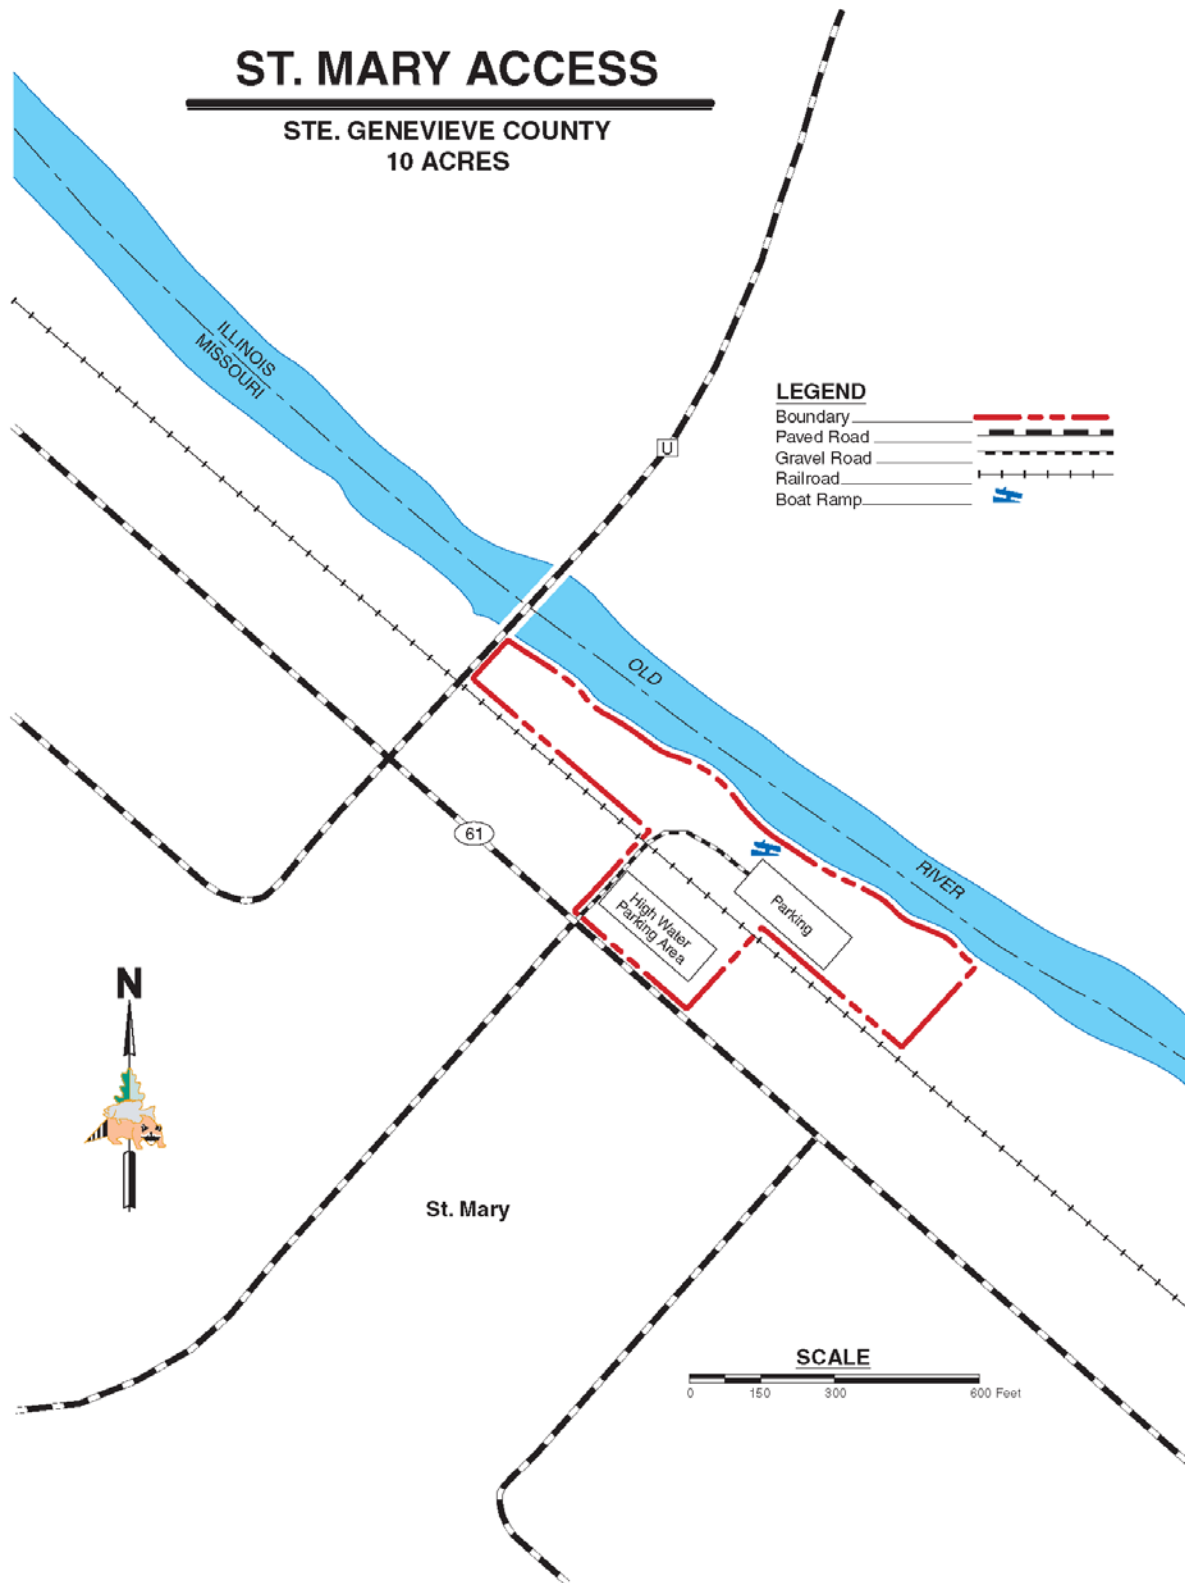 ST. MARY ACCESS
STE. GENEVIEVE COUNTY
10 ACRES
ILLINOIS
MISSOURI
LEGEND
Boundary
Paved Road
Gravel Road
Railroad
Boat Ramp
U
OLD
61
RIVER
Parking
High Water
Parking Area
N
St. Mary
SCALE
0 150 300 600 Feet